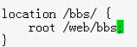 location /bbs/ {
    root /web/bbs;
}